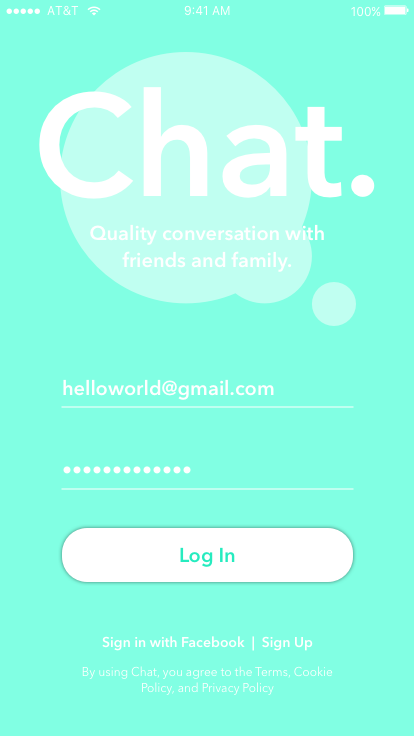 AT&T 9:41 AM 100%
Chat.
Quality conversation with
friends and family.
helloworld@gmail.com
•••••••••••••
Log In
Sign in with Facebook | Sign Up
By using Chat, you agree to the Terms, Cookie
Policy, and Privacy Policy